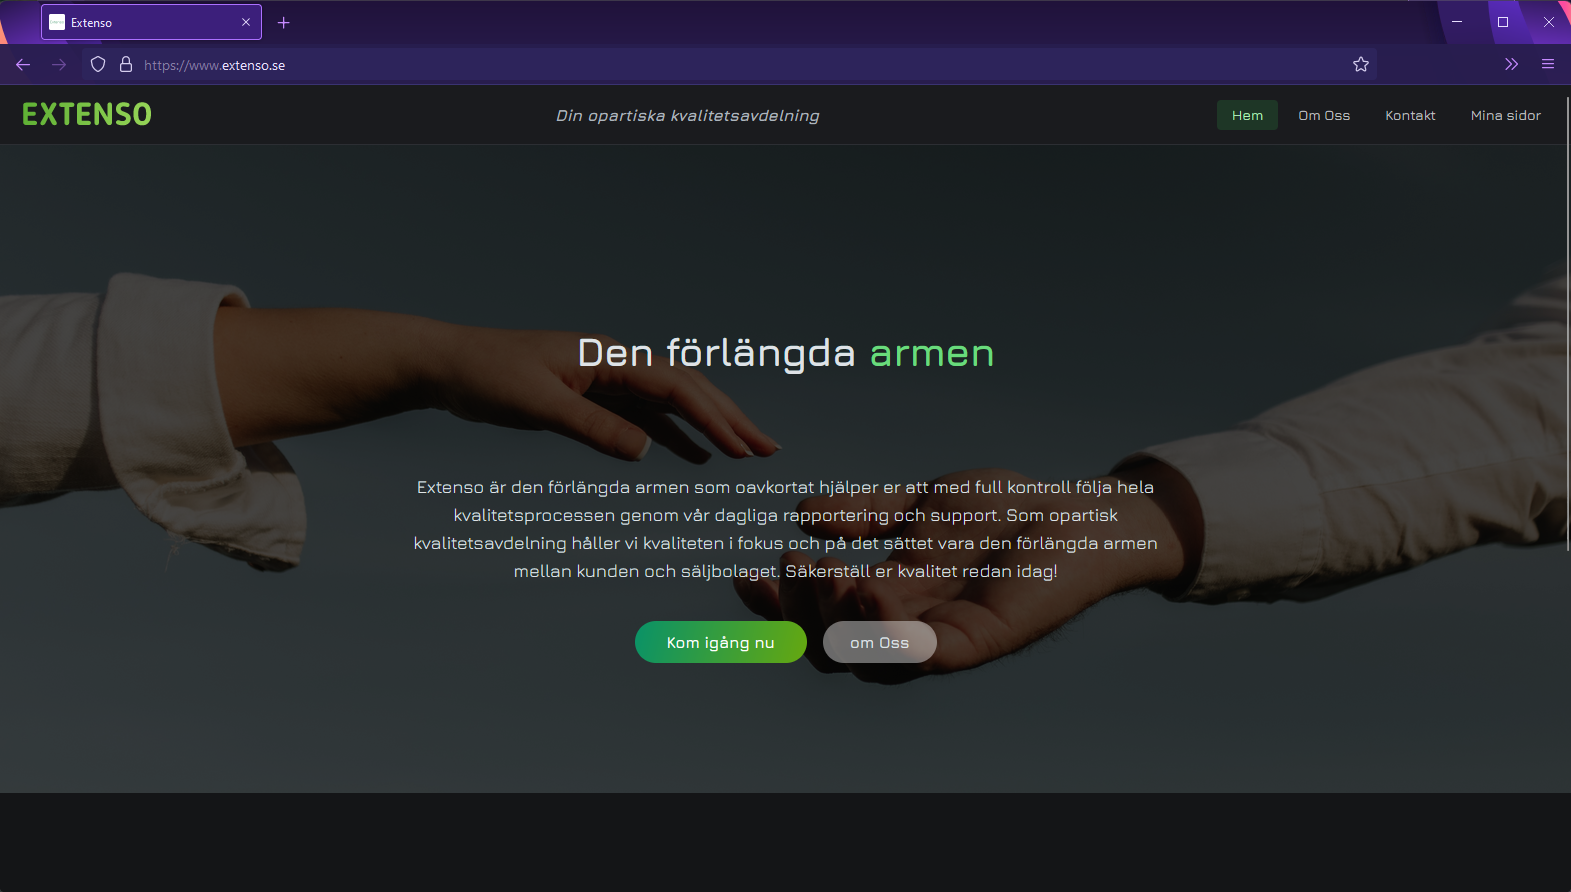 Extenso
https://www.extenso.se
EXTENSO
Din opartiska kvalitetsavdelning
Hem
Om Oss
Kontakt
Mina sidor
Den förlängda armen
Extenso är den förlängda armen som oavkortat hjälper er att med full kontroll följa hela
kvalitetsprocessen genom vår dagliga rapportering och support. Som opartisk
kvalitetsavdelning håller vi kvaliteten i fokus och på det sättet vara den förlängda armen
mellan kunden och säljbolaget. Säkerställ er kvalitet redan idag!
Kom igång nu
om Oss